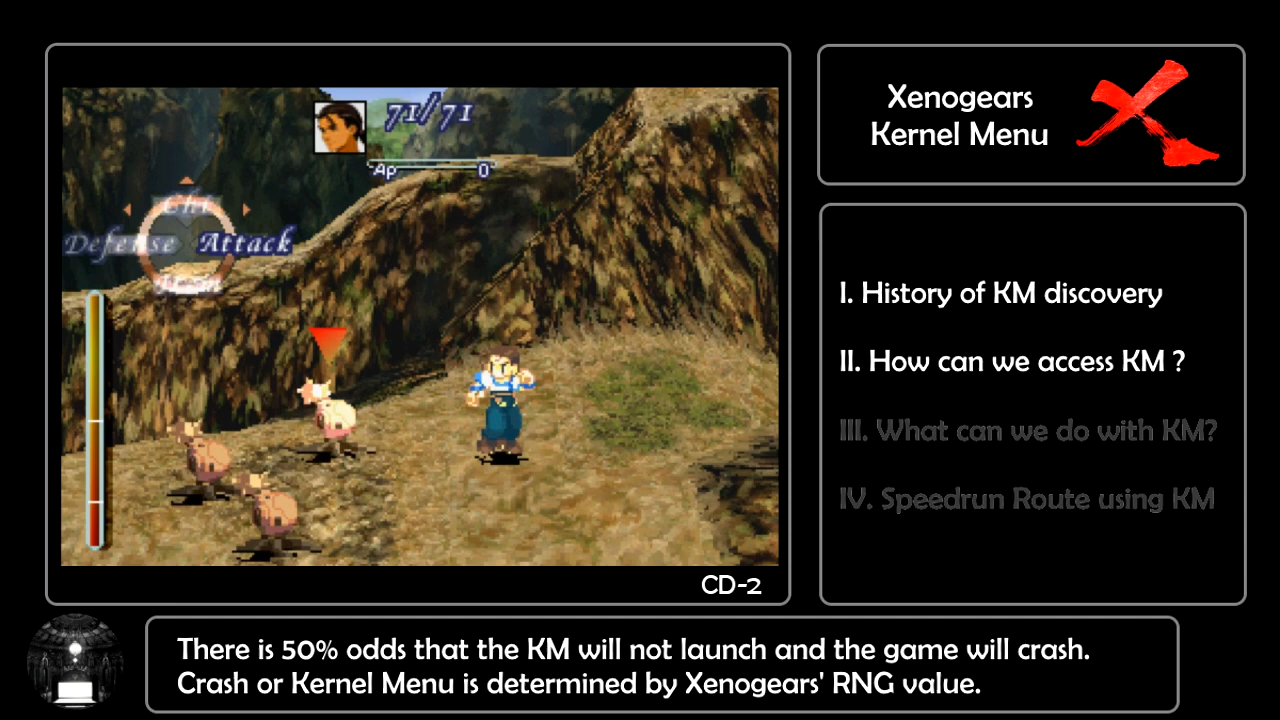 Xenogears
Kernel Menu
71/71
Ap 0
Chi
Defense Attack
I. History of KM discovery
II. How can we access KM ?
III. What can we do with KM?
IV. Speedrun Route using KM
CD-2
There is 50% odds that the KM will not launch and the game will crash.
Crash or Kernel Menu is determined by Xenogears' RNG value.